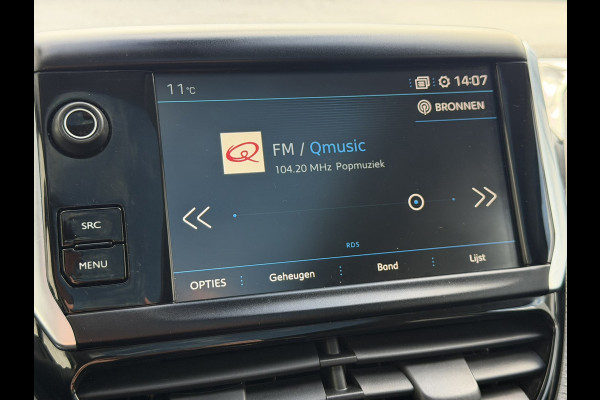 11°C 14:07
BRONNEN
FM / Qmusic
104.20 MHz Popmuziek
SRC
RDS
MENU
OPTIES Geheugen Band Lijst